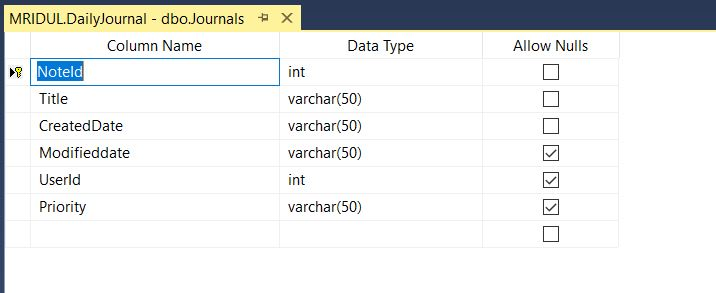 MRIDUL.DailyJournal - dbo.Journals
Column Name Data Type Allow Nulls
NoteId int
Title varchar(50)
CreatedDate varchar(50)
Modifieddate varchar(50)
UserId int
Priority varchar(50)